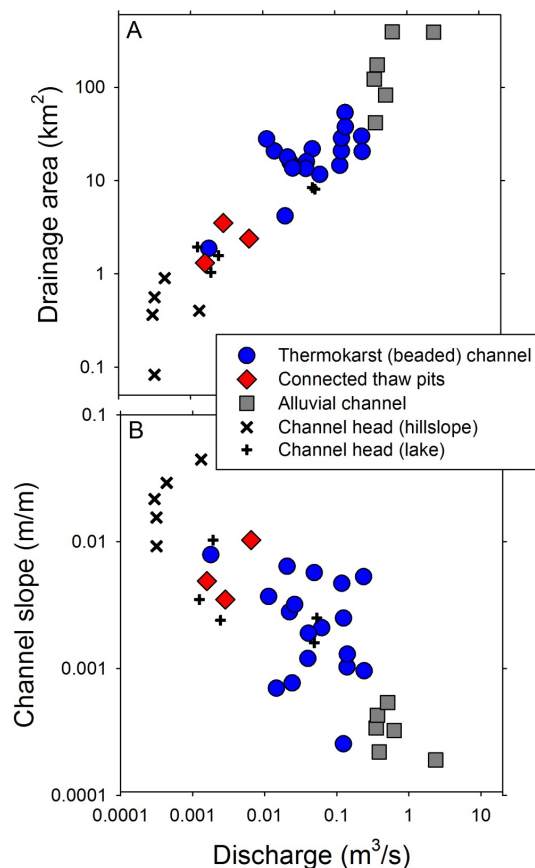 A
Drainage area (km²)
100
10
1
0.1
Thermokarst (beaded) channel
Connected thaw pits
Alluvial channel
Channel head (hillslope)
Channel head (lake)
B
Channel slope (m/m)
0.1
0.01
0.001
0.0001
0.0001 0.001 0.01 0.1 1 10
Discharge (m³/s)